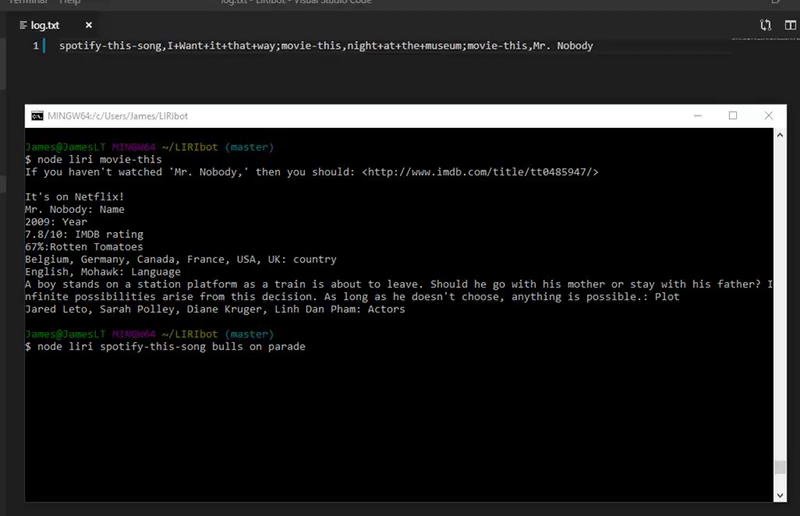 Terminal Help log.txt - LIRIbot - Visual Studio Code
log.txt ×
1 spotify-this-song,I+Want+it+that+way;movie-this,night+at+the+museum;movie-this,Mr. Nobody
MINGW64:/c/Users/James/LIRIbot
James@JamesLT MINGW64 ~/LIRIbot (master)
$ node liri movie-this
If you haven't watched 'Mr. Nobody,' then you should: <http://www.imdb.com/title/tt0485947/>
It's on Netflix!
Mr. Nobody: Name
2009: Year
7.8/10: IMDB rating
67%:Rotten Tomatoes
Belgium, Germany, Canada, France, USA, UK: country
English, Mohawk: Language
A boy stands on a station platform as a train is about to leave. Should he go with his mother or stay with his father? I
nfinite possibilities arise from this decision. As long as he doesn't choose, anything is possible.: Plot
Jared Leto, Sarah Polley, Diane Kruger, Linh Dan Pham: Actors
James@JamesLT MINGW64 ~/LIRIbot (master)
$ node liri spotify-this-song bulls on parade